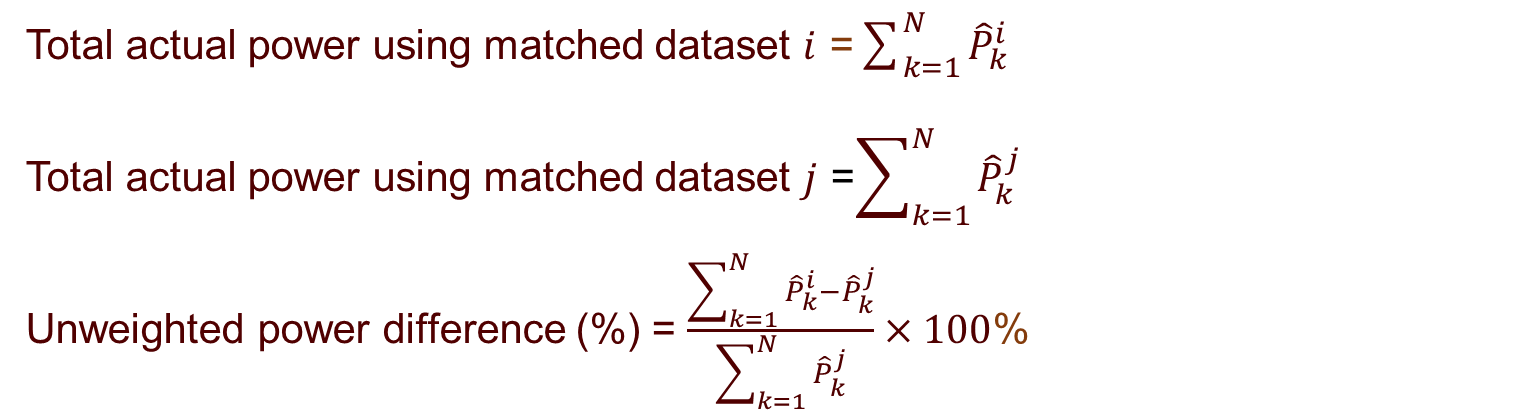 Total actual power using matched dataset i = ∑_{k=1}^{N} P̂_k^i
Total actual power using matched dataset j = ∑_{k=1}^{N} P̂_k^j
Unweighted power difference (%) = \frac{∑_{k=1}^{N} P̂_k^i − P̂_k^j}{∑_{k=1}^{N} P̂_k^j} × 100%